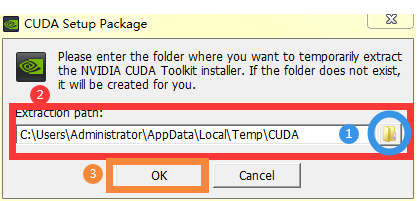 CUDA Setup Package
Please enter the folder where you want to temporarily extract
the NVIDIA CUDA Toolkit installer. If the folder does not exist,
it will be created for you.
2
Extraction path:
C:\Users\Administrator\AppData\Local\Temp\CUDA
1
3
OK
Cancel